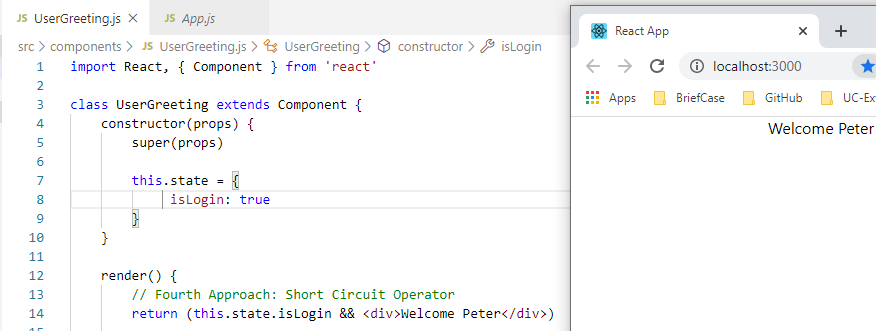 JS UserGreeting.js × JS App.js
src > components > JS UserGreeting.js > UserGreeting > constructor > isLogin
1 import React, { Component } from 'react'
2
3 class UserGreeting extends Component {
4 constructor(props) {
5 super(props)
6
7 this.state = {
8 isLogin: true
9 }
10 }
11
12 render() {
13 // Fourth Approach: Short Circuit Operator
14 return (this.state.isLogin && <div>Welcome Peter</div>)
React App × +
localhost:3000
Apps BriefCase GitHub UC-Ex
Welcome Peter